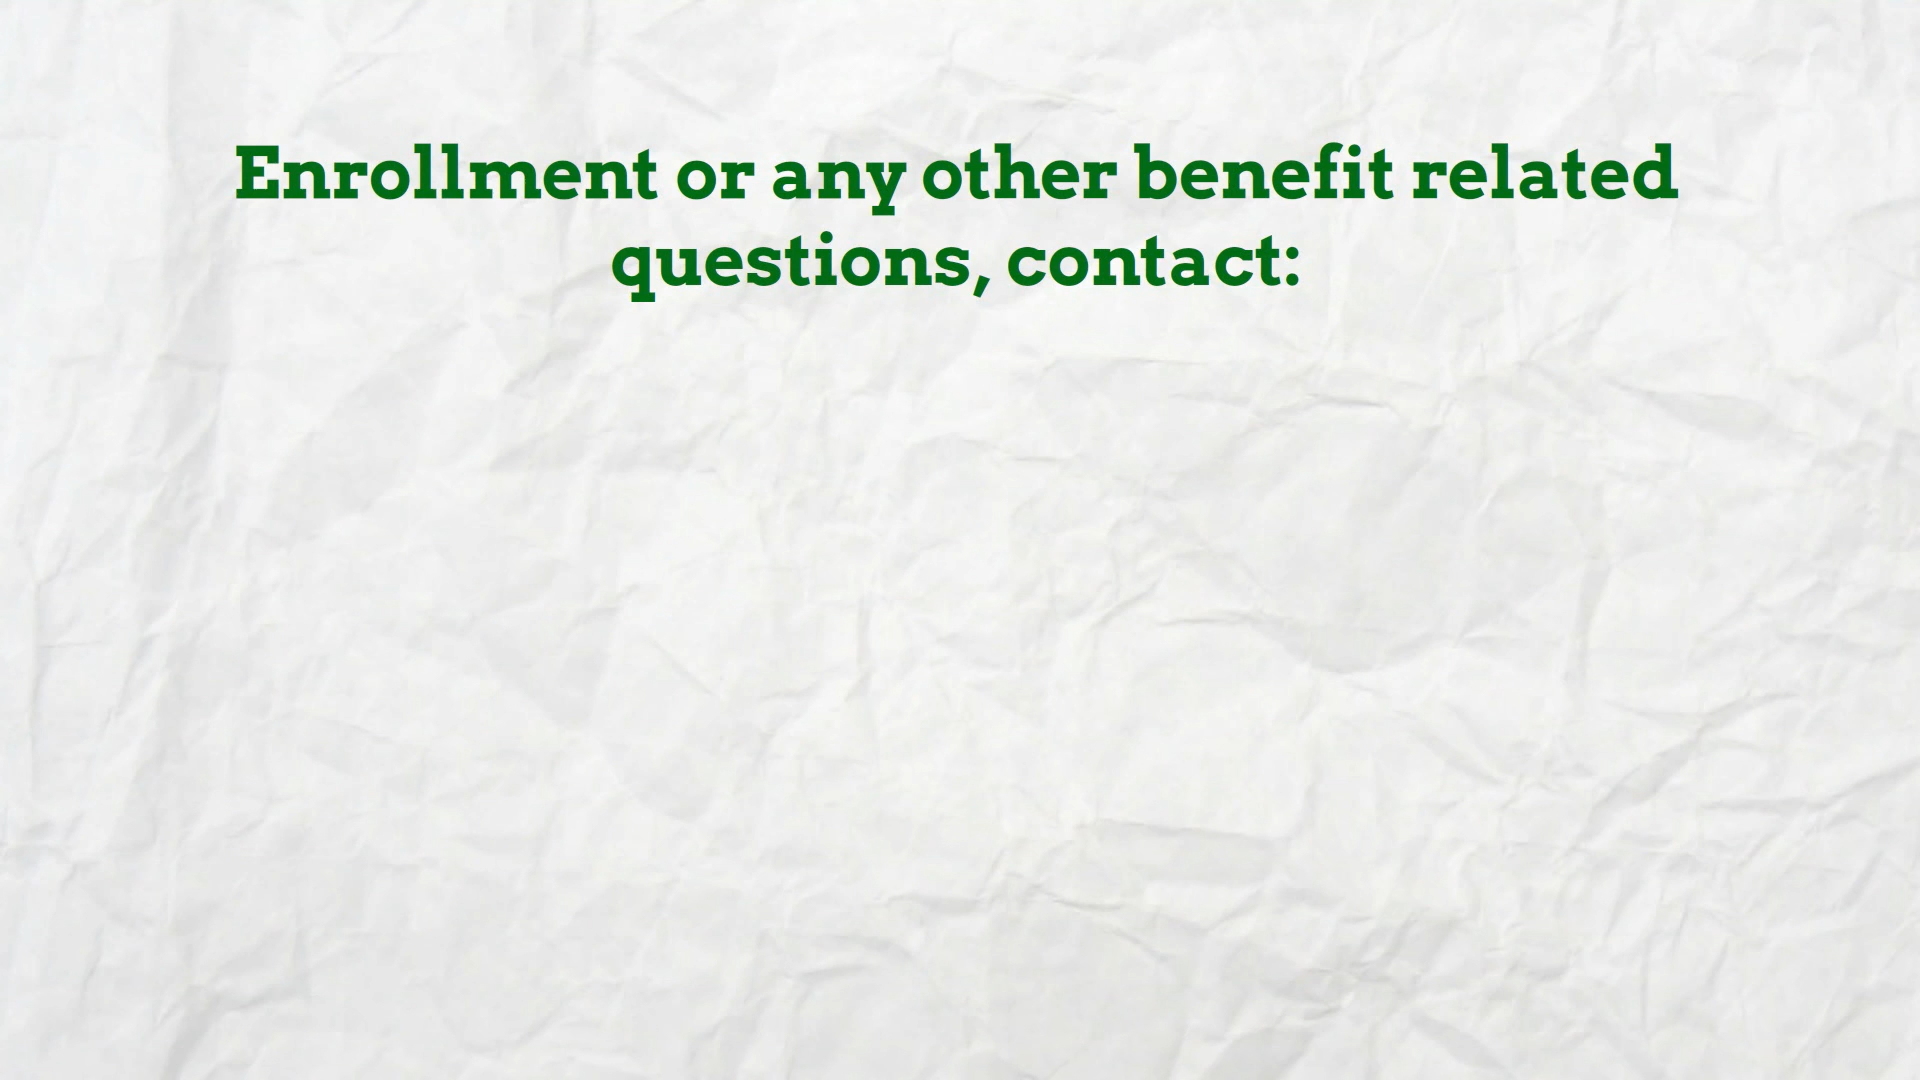 Enrollment or any other benefit related
questions, contact: